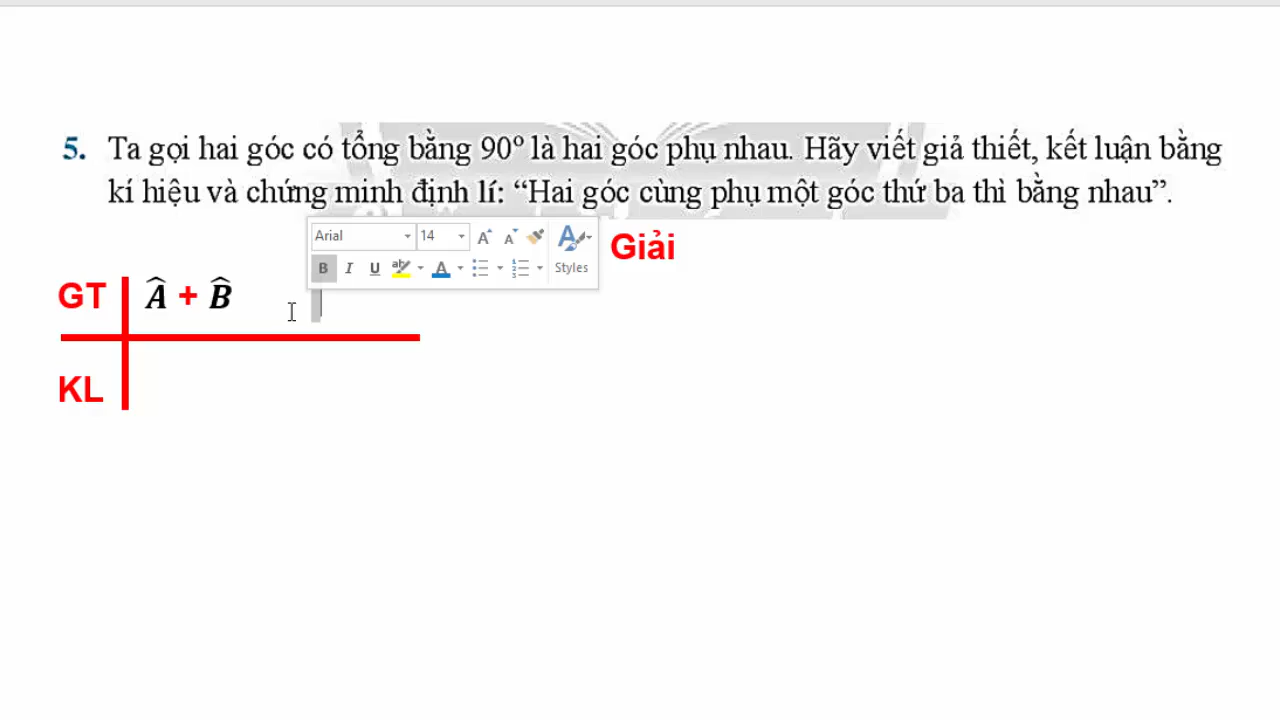 5. Ta gọi hai góc có tổng bằng 90° là hai góc phụ nhau. Hãy viết giả thiết, kết luận bằng
kí hiệu và chứng minh định lí: “Hai góc cùng phụ một góc thứ ba thì bằng nhau”.
Arial 14
Giải
B I U ab A Styles
GT Â + B̂
KL